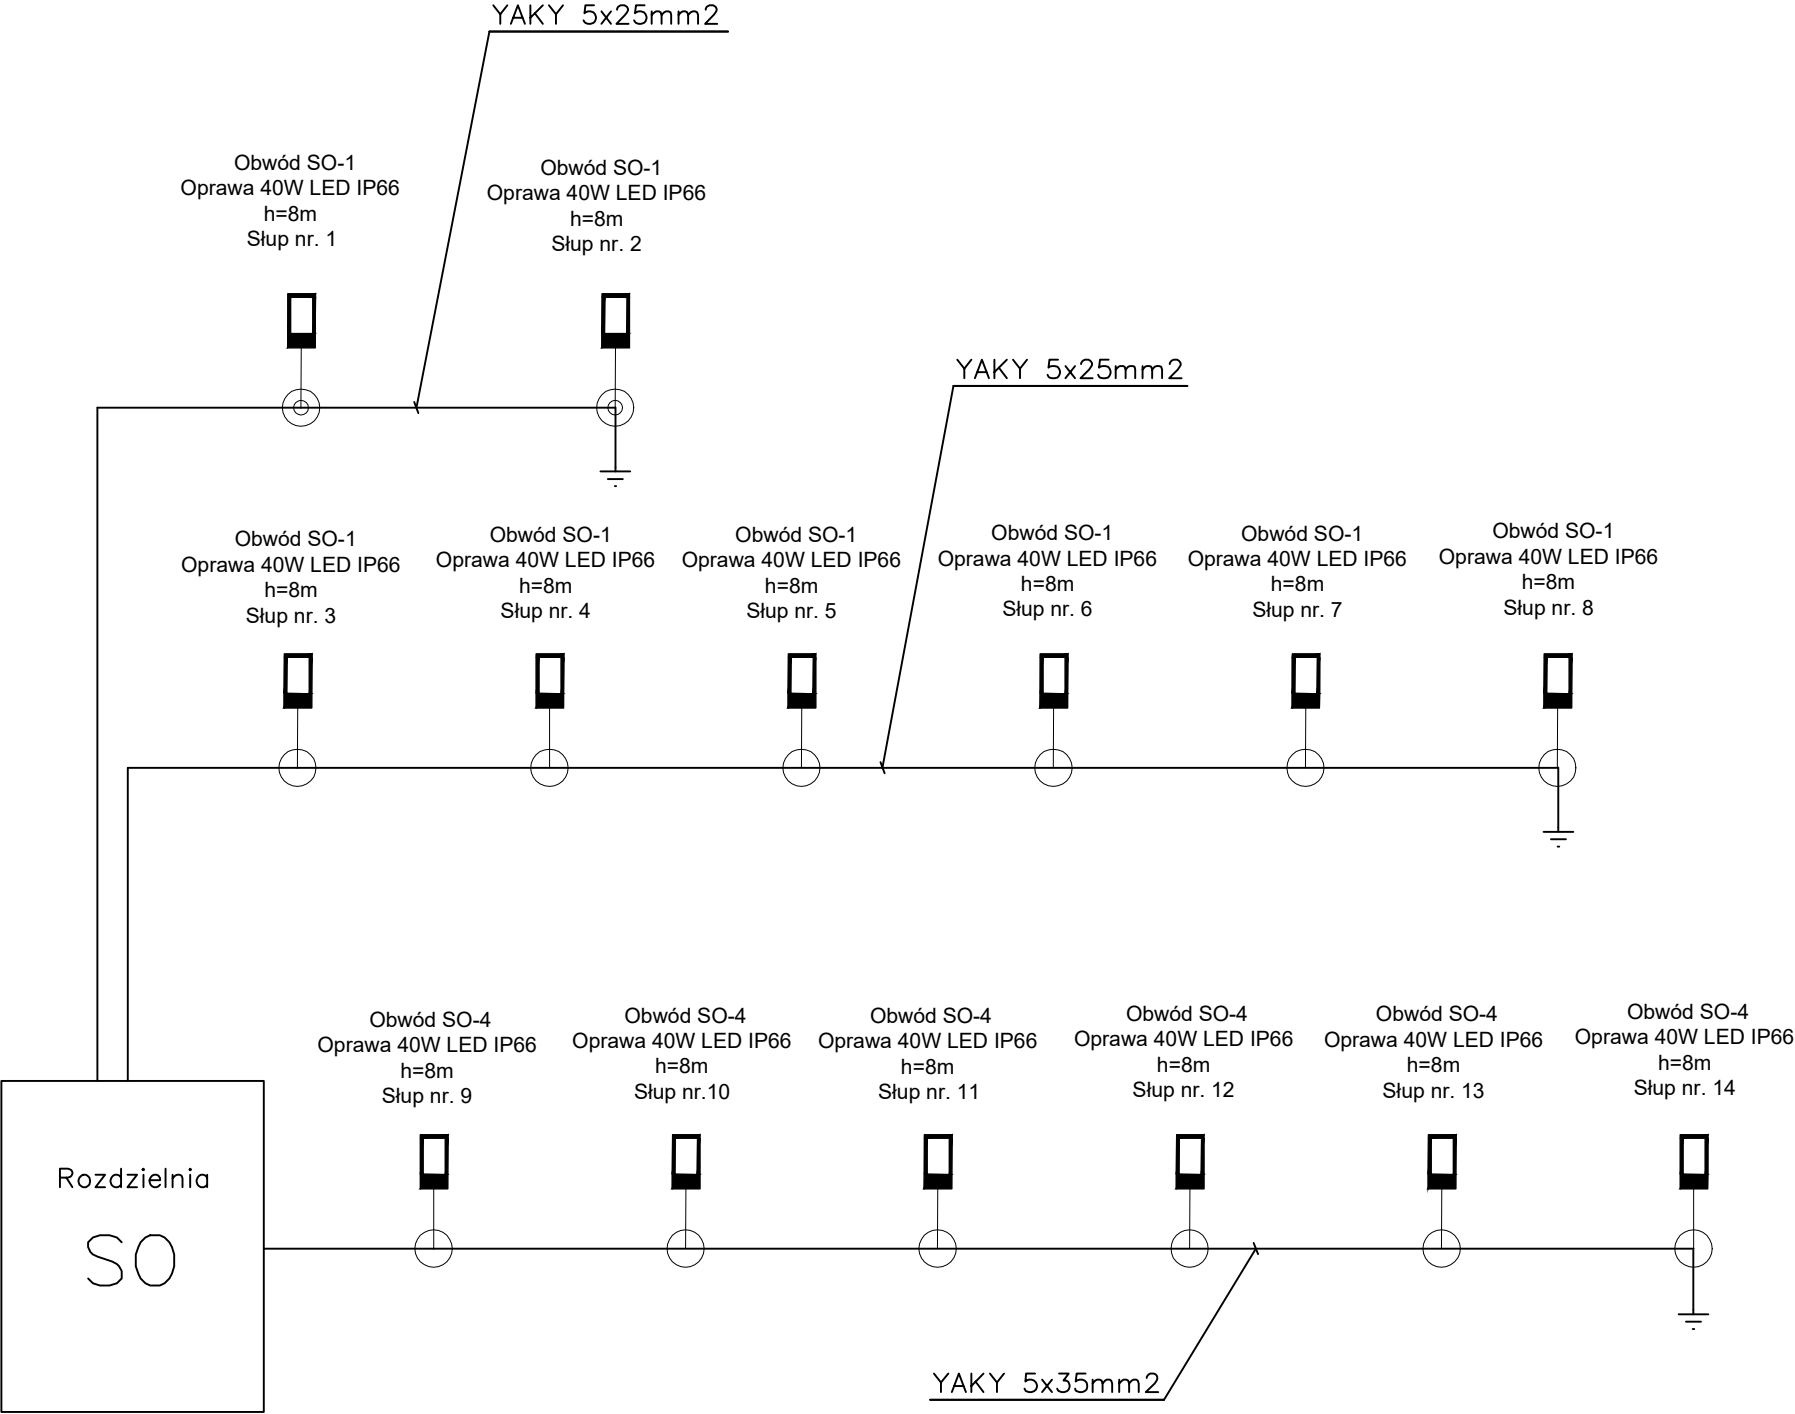 YAKY 5x25mm2
Obwód SO-1
Oprawa 40W LED IP66
h=8m
Słup nr. 1
Obwód SO-1
Oprawa 40W LED IP66
h=8m
Słup nr. 2
YAKY 5x25mm2
Obwód SO-1
Oprawa 40W LED IP66
h=8m
Słup nr. 3
Obwód SO-1
Oprawa 40W LED IP66
h=8m
Słup nr. 4
Obwód SO-1
Oprawa 40W LED IP66
h=8m
Słup nr. 5
Obwód SO-1
Oprawa 40W LED IP66
h=8m
Słup nr. 6
Obwód SO-1
Oprawa 40W LED IP66
h=8m
Słup nr. 7
Obwód SO-1
Oprawa 40W LED IP66
h=8m
Słup nr. 8
Obwód SO-4
Oprawa 40W LED IP66
h=8m
Słup nr. 9
Obwód SO-4
Oprawa 40W LED IP66
h=8m
Słup nr.10
Obwód SO-4
Oprawa 40W LED IP66
h=8m
Słup nr. 11
Obwód SO-4
Oprawa 40W LED IP66
h=8m
Słup nr. 12
Obwód SO-4
Oprawa 40W LED IP66
h=8m
Słup nr. 13
Obwód SO-4
Oprawa 40W LED IP66
h=8m
Słup nr. 14
Rozdzielnia
SO
YAKY 5x35mm2